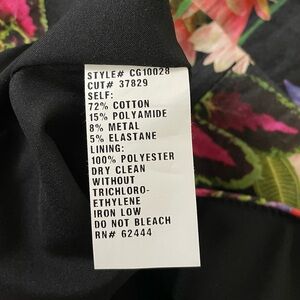 STYLE# CG10028
CUT# 37829
SELF:
72% COTTON
15% POLYAMIDE
8% METAL
5% ELASTANE
LINING:
100% POLYESTER
DRY CLEAN
WITHOUT
TRICHLORO-
ETHYLENE
IRON LOW
DO NOT BLEACH
RN# 62444